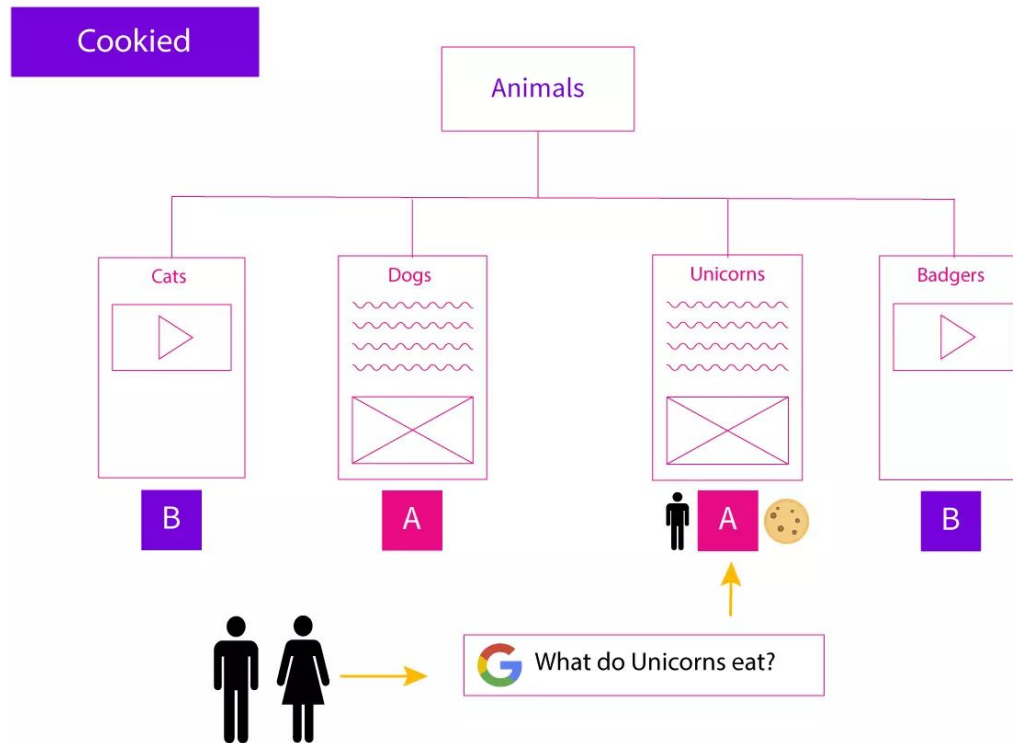 Cookied
Animals
Cats
Dogs
Unicorns
Badgers
B
A
A
B
What do Unicorns eat?